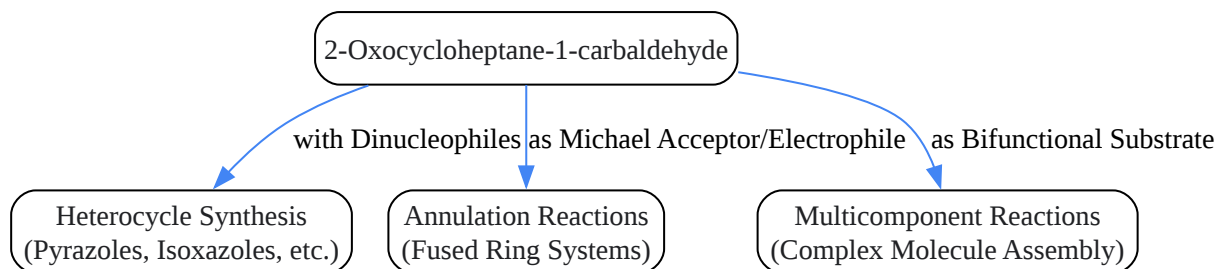 2-Oxocycloheptane-1-carbaldehyde
with Dinucleophiles
as Michael Acceptor/Electrophile
as Bifunctional Substrate
Heterocycle Synthesis
(Pyrazoles, Isoxazoles, etc.)
Annulation Reactions
(Fused Ring Systems)
Multicomponent Reactions
(Complex Molecule Assembly)